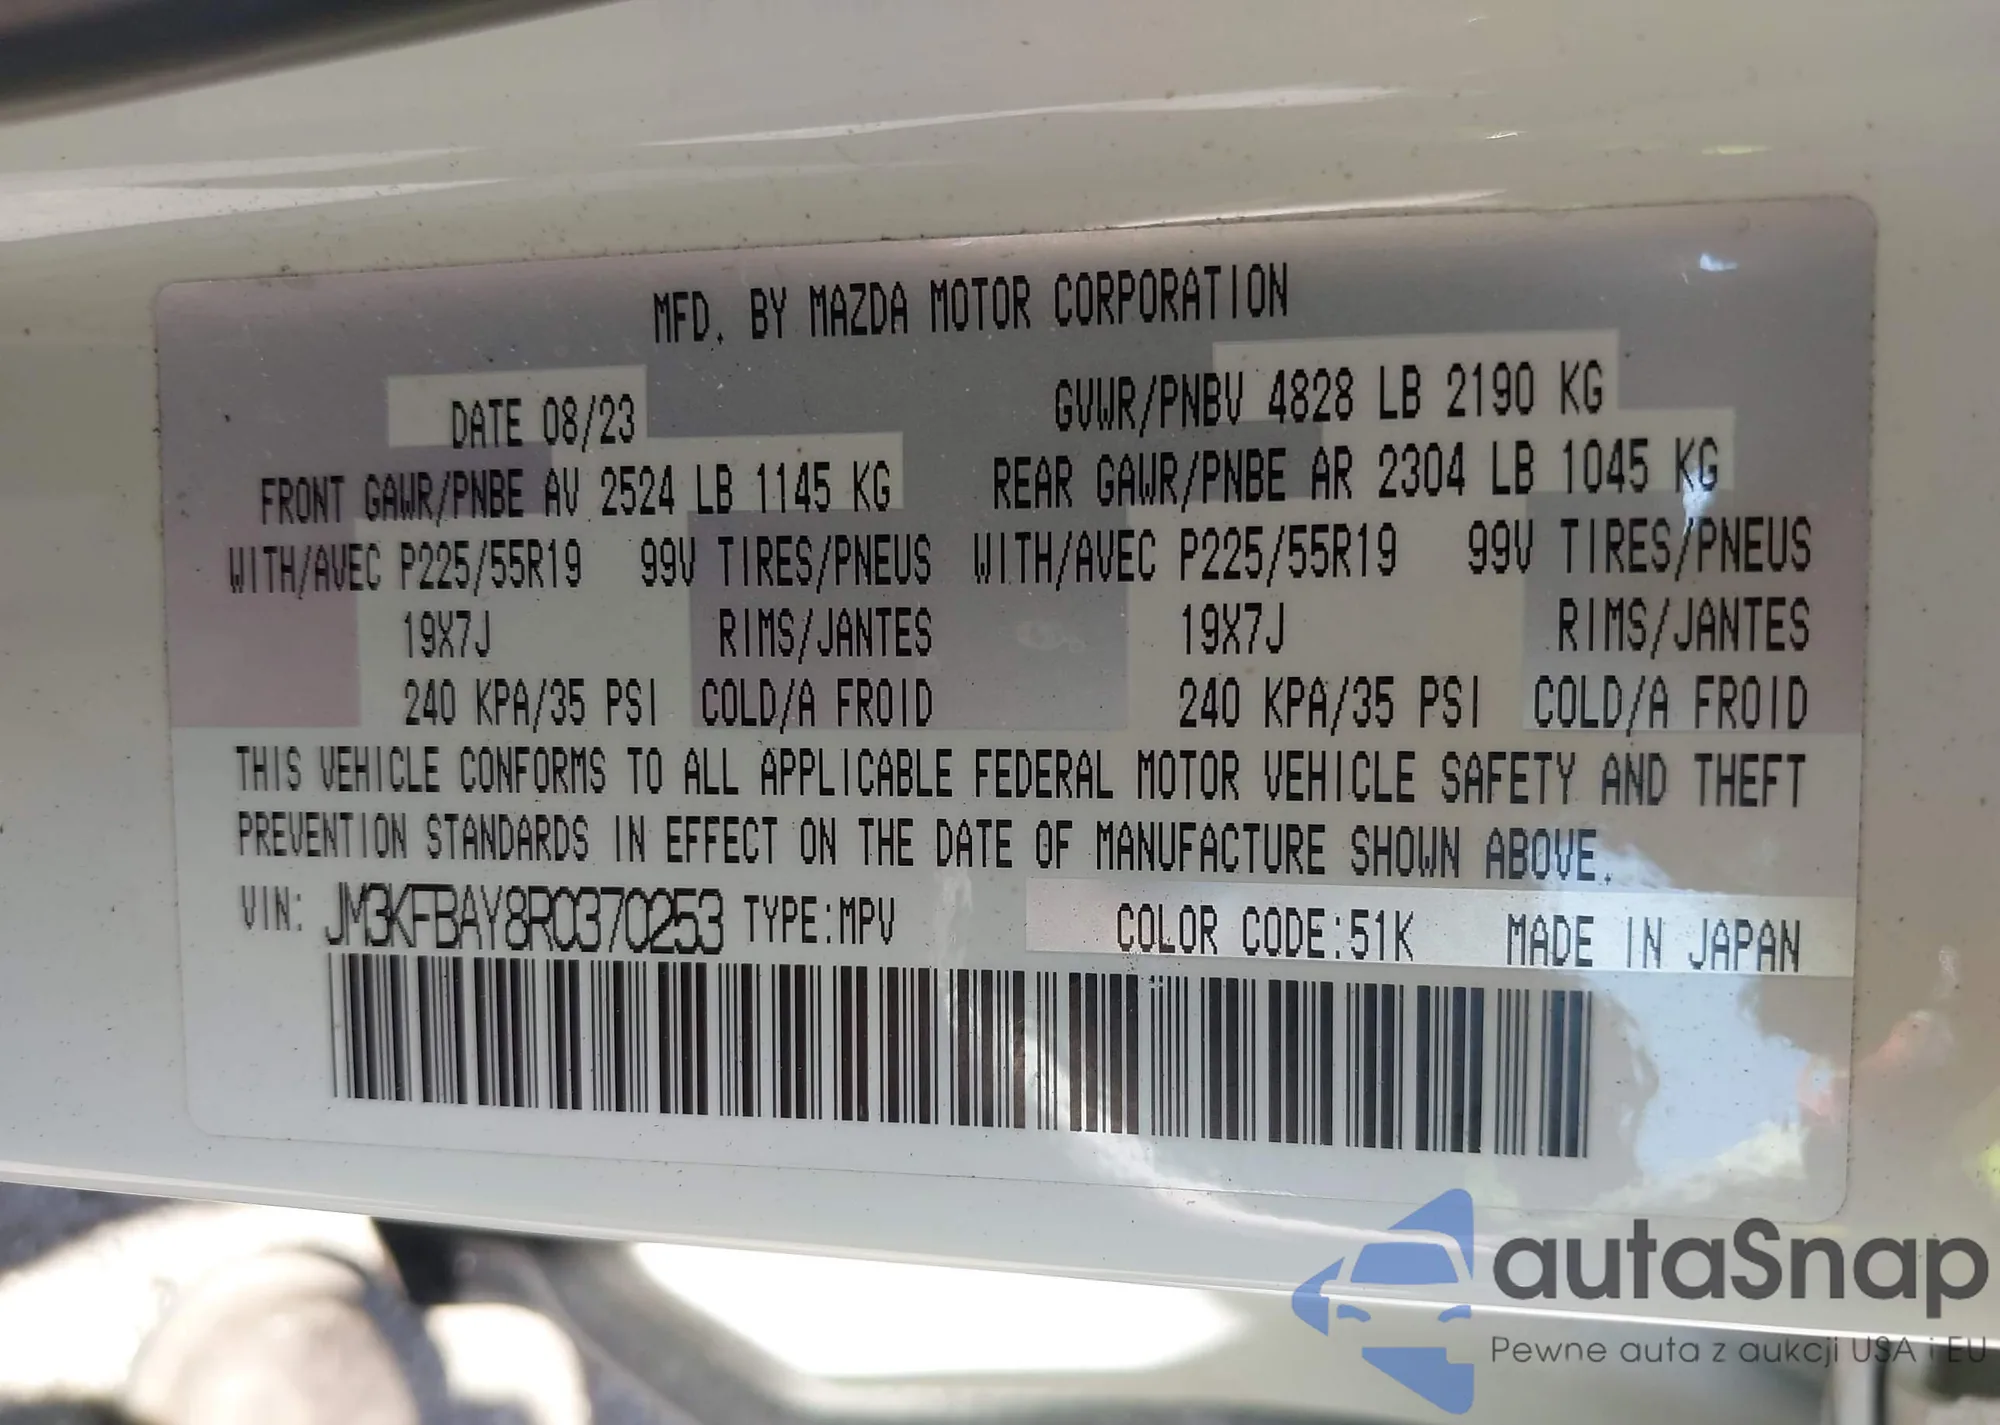 MFD. BY MAZDA MOTOR CORPORATION
DATE 08/23 GVWR/PNBV 4828 LB 2190 KG
FRONT GAWR/PNBE AV 2524 LB 1145 KG REAR GAWR/PNBE AR 2304 LB 1045 KG
WITH/AVEC P225/55R19 99V TIRES/PNEUS WITH/AVEC P225/55R19 99V TIRES/PNEUS
19X7J RIMS/JANTES 19X7J RIMS/JANTES
240 KPA/35 PSI COLD/A FROID 240 KPA/35 PSI COLD/A FROID
THIS VEHICLE CONFORMS TO ALL APPLICABLE FEDERAL MOTOR VEHICLE SAFETY AND THEFT
PREVENTION STANDARDS IN EFFECT ON THE DATE OF MANUFACTURE SHOWN ABOVE.
VIN: JM3KFBAY8R0370253 TYPE:MPV COLOR CODE:51K MADE IN JAPAN
autaSnap
Pewne auta z aukcji USA i EU